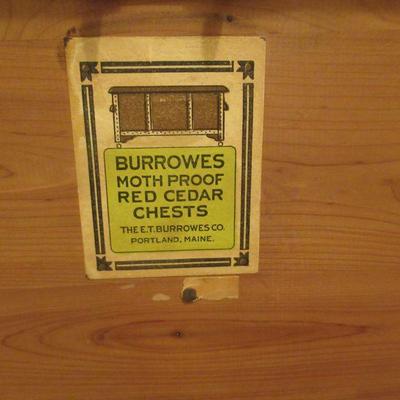 BURROWES
MOTH PROOF
RED CEDAR
CHESTS
THE E.T. BURROWES CO.
PORTLAND, MAINE.